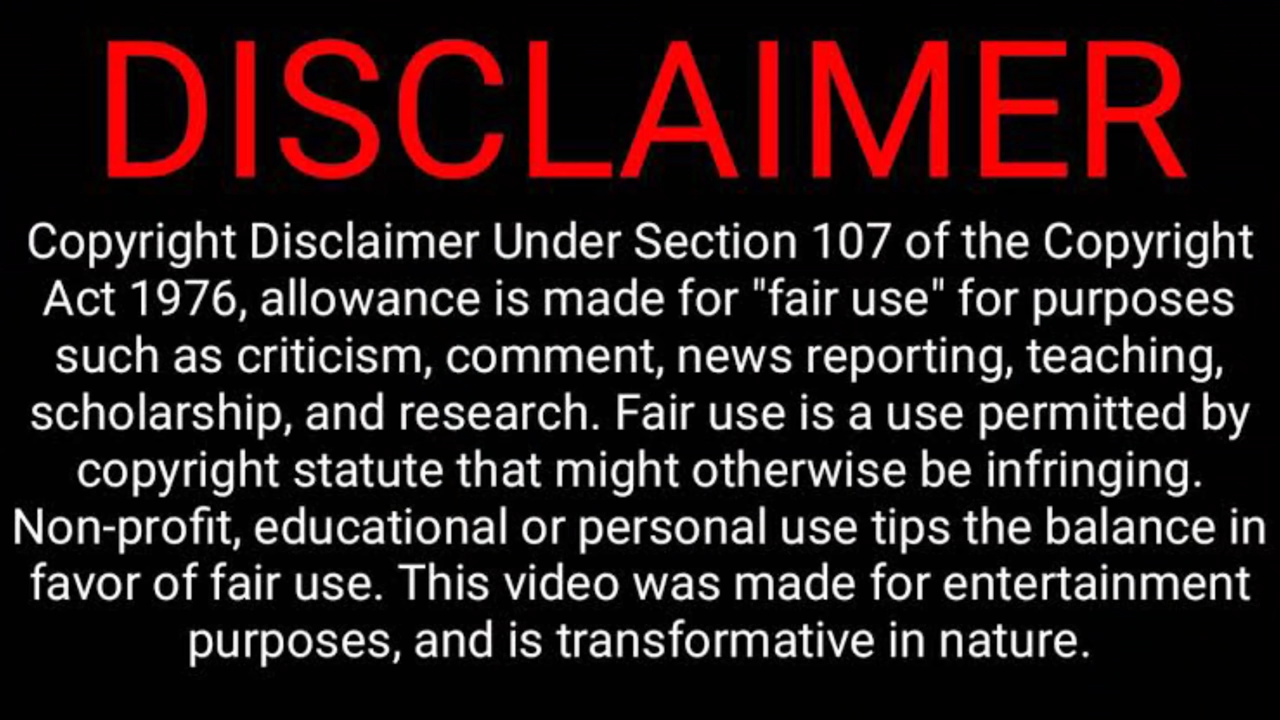 DISCLAIMER
Copyright Disclaimer Under Section 107 of the Copyright
Act 1976, allowance is made for "fair use" for purposes
such as criticism, comment, news reporting, teaching,
scholarship, and research. Fair use is a use permitted by
copyright statute that might otherwise be infringing.
Non-profit, educational or personal use tips the balance in
favor of fair use. This video was made for entertainment
purposes, and is transformative in nature.